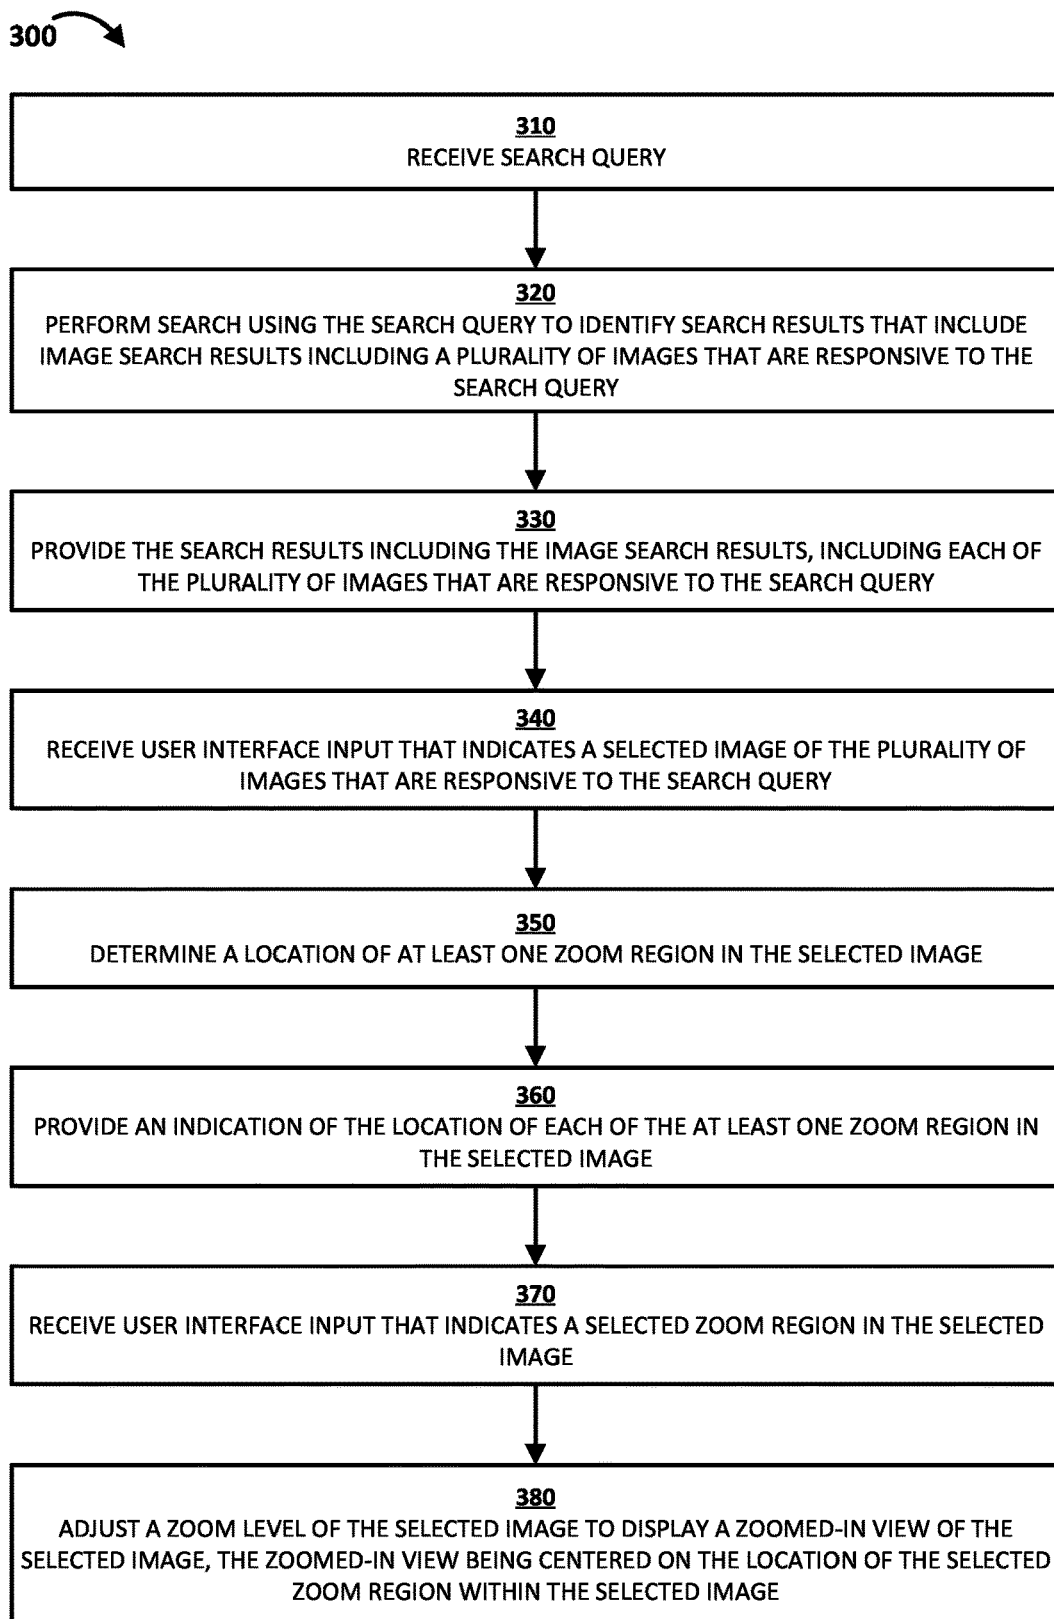 300
310
RECEIVE SEARCH QUERY
320
PERFORM SEARCH USING THE SEARCH QUERY TO IDENTIFY SEARCH RESULTS THAT INCLUDE
IMAGE SEARCH RESULTS INCLUDING A PLURALITY OF IMAGES THAT ARE RESPONSIVE TO THE
SEARCH QUERY
330
PROVIDE THE SEARCH RESULTS INCLUDING THE IMAGE SEARCH RESULTS, INCLUDING EACH OF
THE PLURALITY OF IMAGES THAT ARE RESPONSIVE TO THE SEARCH QUERY
340
RECEIVE USER INTERFACE INPUT THAT INDICATES A SELECTED IMAGE OF THE PLURALITY OF
IMAGES THAT ARE RESPONSIVE TO THE SEARCH QUERY
350
DETERMINE A LOCATION OF AT LEAST ONE ZOOM REGION IN THE SELECTED IMAGE
360
PROVIDE AN INDICATION OF THE LOCATION OF EACH OF THE AT LEAST ONE ZOOM REGION IN
THE SELECTED IMAGE
370
RECEIVE USER INTERFACE INPUT THAT INDICATES A SELECTED ZOOM REGION IN THE SELECTED
IMAGE
380
ADJUST A ZOOM LEVEL OF THE SELECTED IMAGE TO DISPLAY A ZOOMED-IN VIEW OF THE
SELECTED IMAGE, THE ZOOMED-IN VIEW BEING CENTERED ON THE LOCATION OF THE SELECTED
ZOOM REGION WITHIN THE SELECTED IMAGE